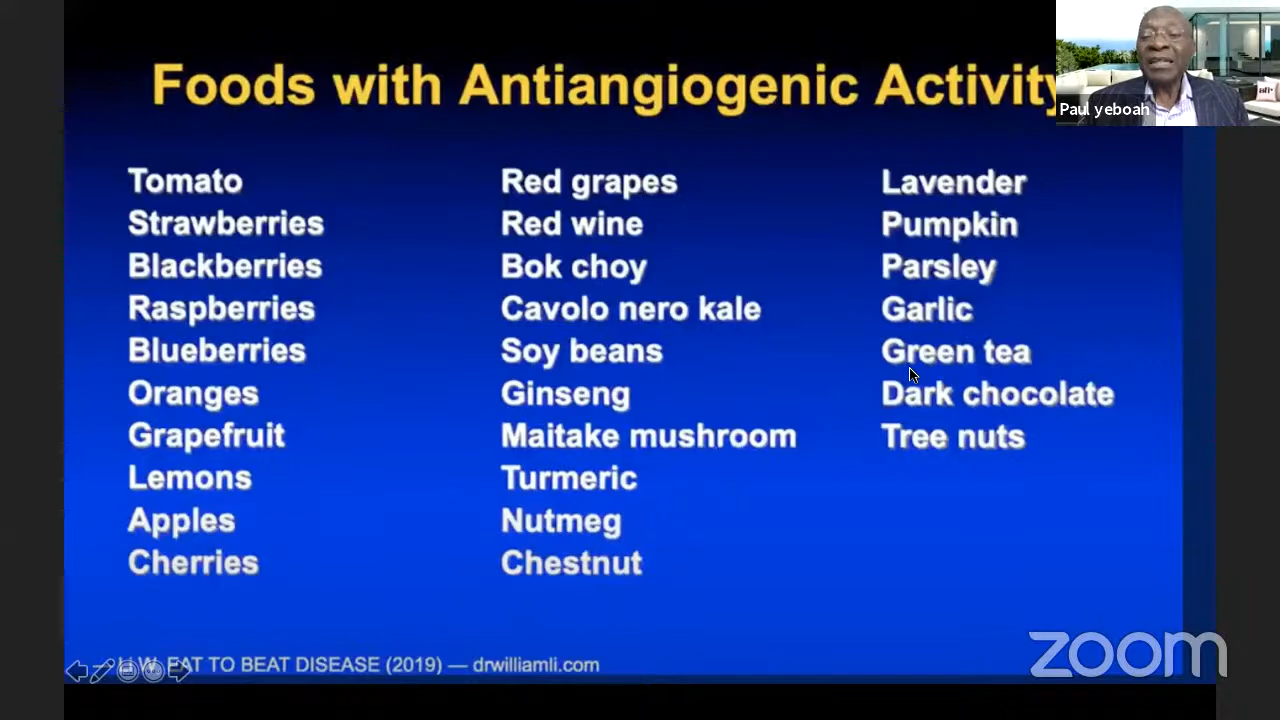 Foods with Antiangiogenic Activity
Paul yeboah
Tomato
Strawberries
Blackberries
Raspberries
Blueberries
Oranges
Grapefruit
Lemons
Apples
Cherries
Red grapes
Red wine
Bok choy
Cavolo nero kale
Soy beans
Ginseng
Maitake mushroom
Turmeric
Nutmeg
Chestnut
Lavender
Pumpkin
Parsley
Garlic
Green tea
Dark chocolate
Tree nuts
EAT TO BEAT DISEASE (2019) — drwilliamli.com
zoom